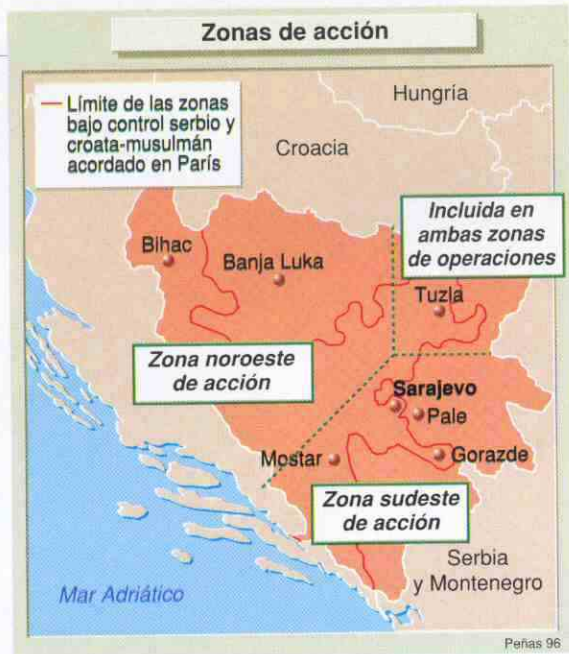 Zonas de acción
Límite de las zonas
bajo control serbio y
croata-musulmán
acordado en París
Hungría
Croacia
Incluida en
ambas zonas
de operaciones
Bihac
Banja Luka
Tuzla
Zona noroeste
de acción
Sarajevo
Pale
Mostar
Gorazde
Zona sudeste
de acción
Serbia
y Montenegro
Mar Adriático
Peñas 96